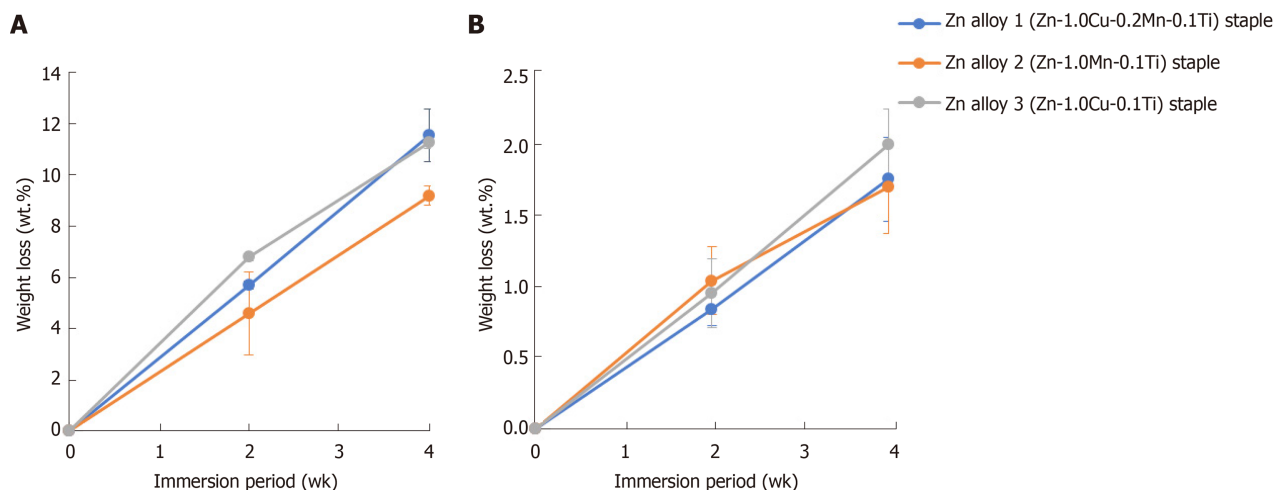 A
B
Zn alloy 1 (Zn-1.0Cu-0.2Mn-0.1Ti) staple
Zn alloy 2 (Zn-1.0Mn-0.1Ti) staple
Zn alloy 3 (Zn-1.0Cu-0.1Ti) staple
Weight loss (wt.%)
14
12
10
8
6
4
2
0
0 1 2 3 4
Immersion period (wk)
Weight loss (wt.%)
2.5
2.0
1.5
1.0
0.5
0.0
0 1 2 3 4
Immersion period (wk)